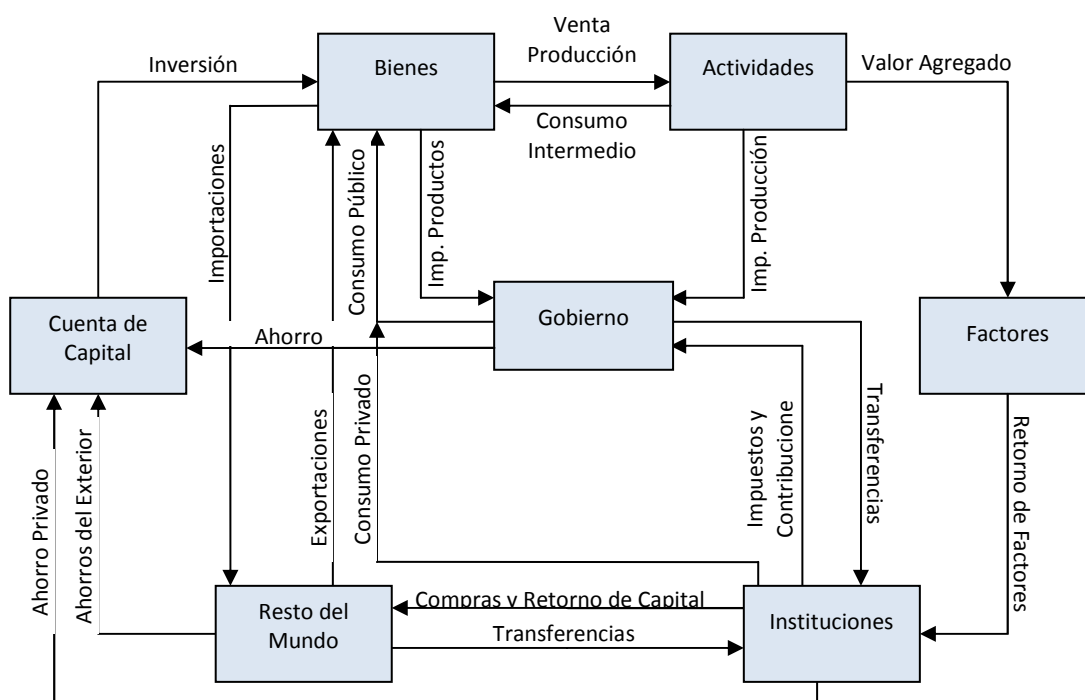 Venta
Producción
Bienes
Actividades
Inversión
Valor Agregado
Consumo
Intermedio
Importaciones
Consumo Público
Imp. Productos
Imp. Producción
Cuenta de
Capital
Ahorro
Gobierno
Factores
Ahorro Privado
Ahorros del Exterior
Exportaciones
Consumo Privado
Impuestos y
Contribucione
Transferencias
Retorno de Factores
Resto del
Mundo
Compras y Retorno de Capital
Transferencias
Instituciones